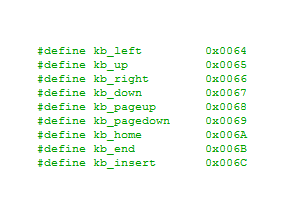 #define kb_left 0x0064
#define kb_up 0x0065
#define kb_right 0x0066
#define kb_down 0x0067
#define kb_pageup 0x0068
#define kb_pagedown 0x0069
#define kb_home 0x006A
#define kb_end 0x006B
#define kb_insert 0x006C